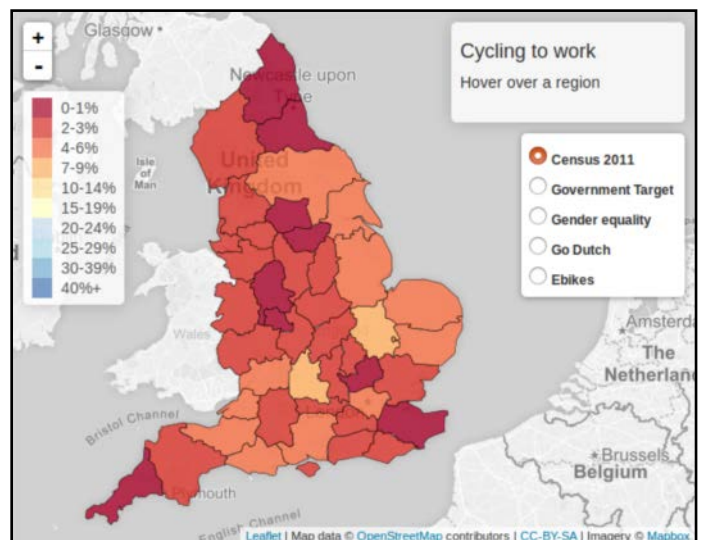 Glasgow
+
-
Cycling to work
Hover over a region
Newcastle upon
Tyne
0-1%
2-3%
4-6%
7-9%
10-14%
15-19%
20-24%
25-29%
30-39%
40%+
Isle
of
Man
United
Kingdom
Census 2011
Government Target
Gender equality
Go Dutch
Ebikes
Wales
Amsterda
The
Netherlan
London
Bristol Channel
Brussels
Belgium
Plymouth
English Channel
Leaflet | Map data © OpenStreetMap contributors | CC-BY-SA | Imagery © Mapbox